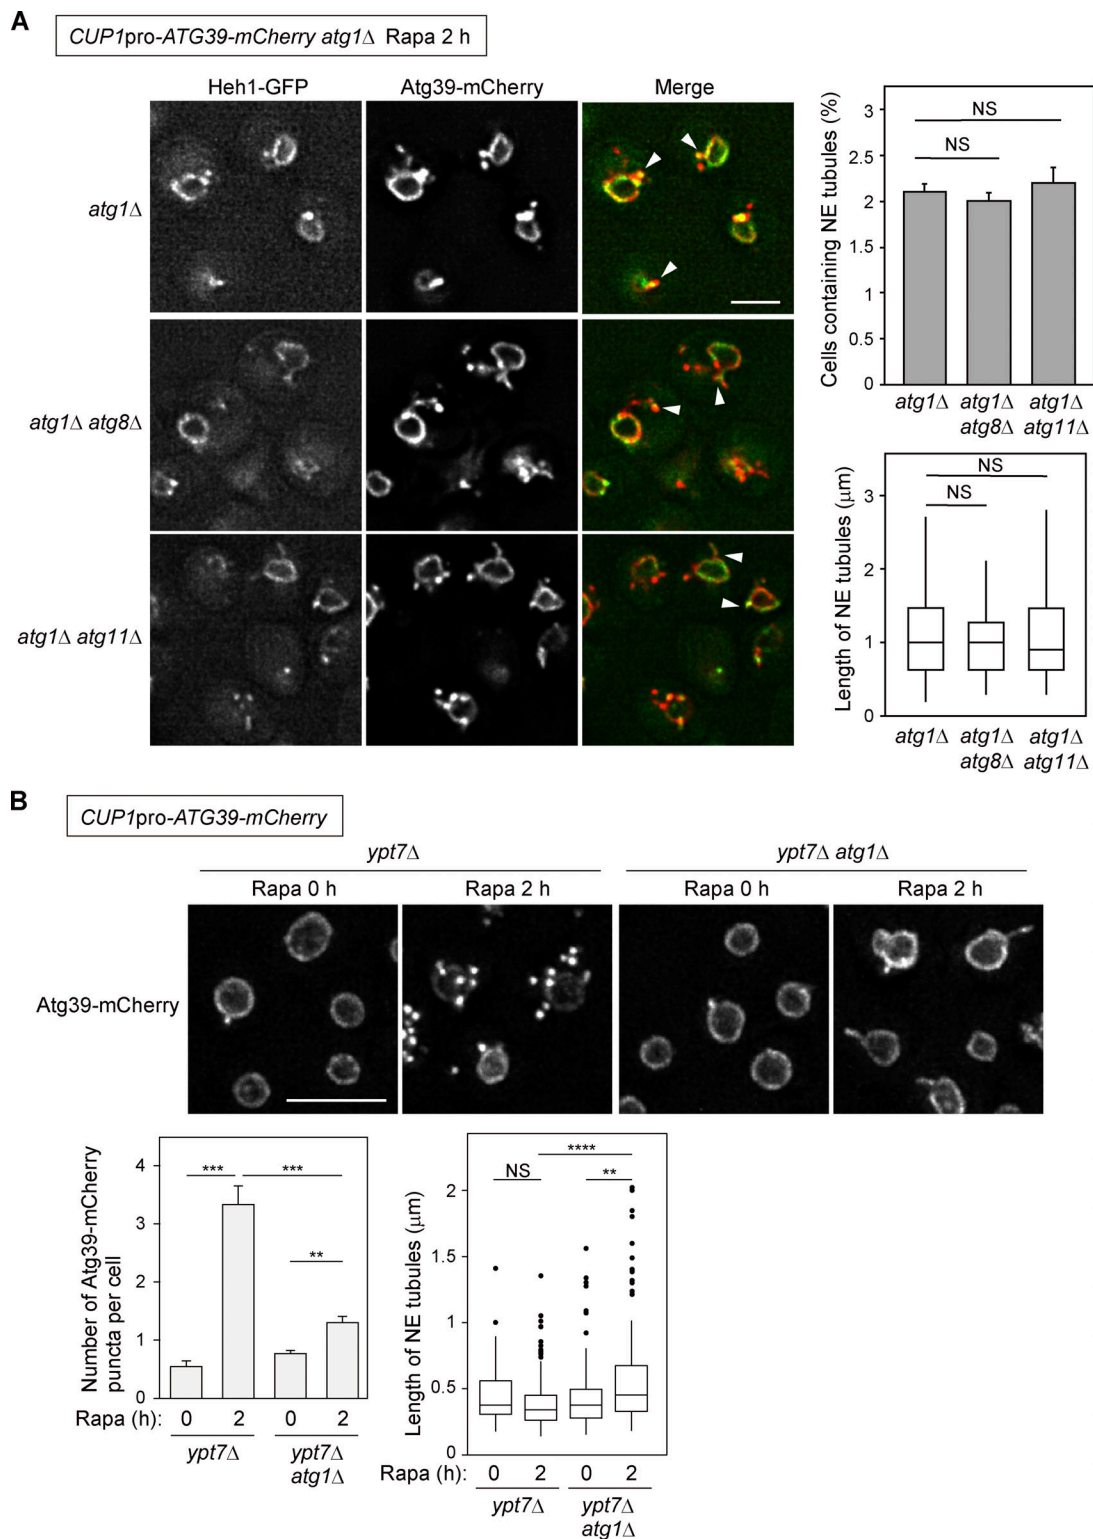 A
CUP1pro-ATG39-mCherry atg1Δ Rapa 2 h
Heh1-GFP
Atg39-mCherry
Merge
atg1Δ
atg1Δ atg8Δ
atg1Δ atg11Δ
Cells containing NE tubules (%)
3
2.5
2
1.5
1
0.5
0
NS
NS
atg1Δ
atg1Δ
atg8Δ
atg1Δ
atg11Δ
Length of NE tubules (μm)
3
2
1
0
NS
NS
atg1Δ
atg1Δ
atg8Δ
atg1Δ
atg11Δ
B
CUP1pro-ATG39-mCherry
ypt7Δ
ypt7Δ atg1Δ
Rapa 0 h
Rapa 2 h
Rapa 0 h
Rapa 2 h
Atg39-mCherry
Number of Atg39-mCherry
puncta per cell
4
3
2
1
0
***
***
**
Rapa (h):
0
2
0
2
ypt7Δ
ypt7Δ
atg1Δ
Length of NE tubules (μm)
2
1.5
1
0.5
0
****
NS
**
Rapa (h):
0
2
0
2
ypt7Δ
ypt7Δ
atg1Δ